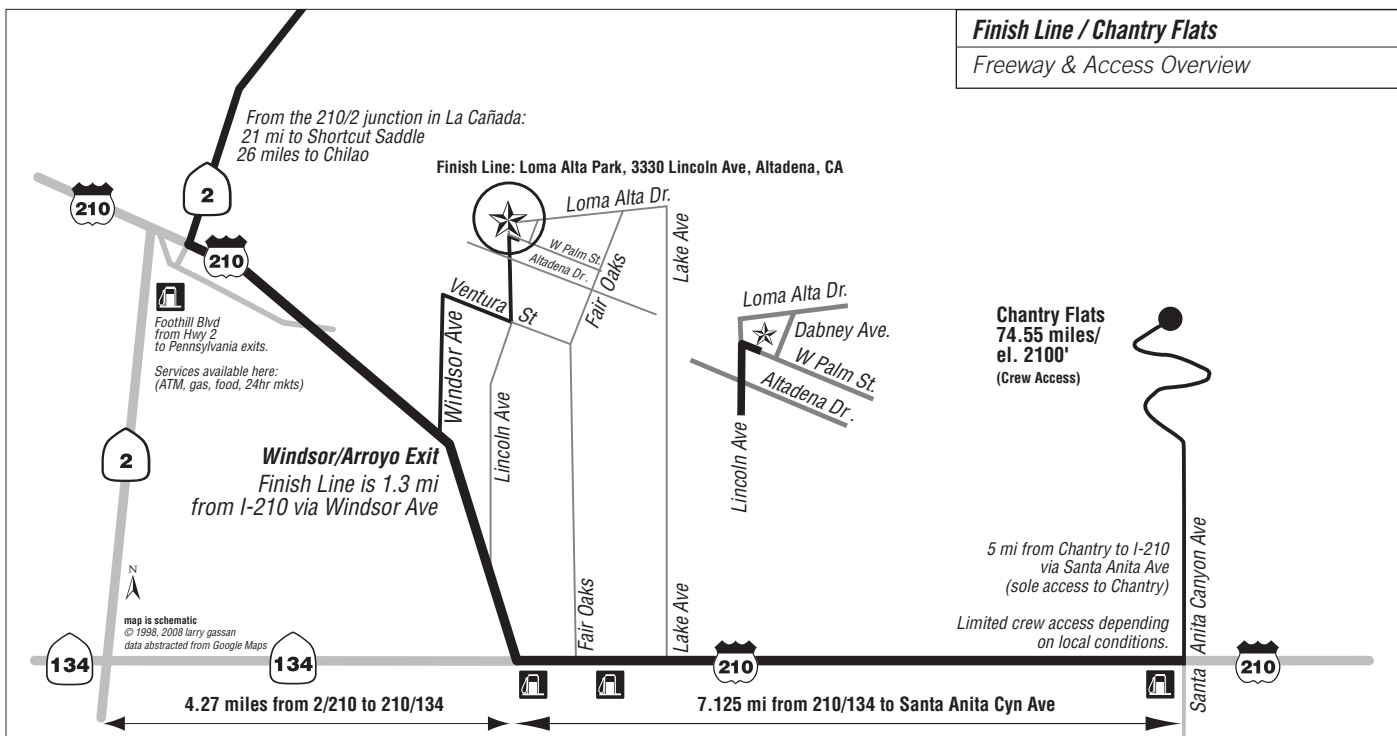 Finish Line / Chantry Flats
Freeway & Access Overview
From the 210/2 junction in La Cañada:
21 mi to Shortcut Saddle
26 miles to Chilao
Finish Line: Loma Alta Park, 3330 Lincoln Ave, Altadena, CA
2
210
210
Loma Alta Dr.
W Palm St.
Altadena Dr.
Fair Oaks
Lake Ave
Ventura St
Windsor Ave
Lincoln Ave
Foothill Blvd
from Hwy 2
to Pennsylvania exits.
Services available here:
(ATM, gas, food, 24hr mkts)
Loma Alta Dr.
Dabney Ave.
W Palm St.
Altadena Dr.
Lincoln Ave
Chantry Flats
74.55 miles/
el. 2100'
(Crew Access)
2
Windsor/Arroyo Exit
Finish Line is 1.3 mi
from I-210 via Windsor Ave
5 mi from Chantry to I-210
via Santa Anita Ave
(sole access to Chantry)
Limited crew access depending
on local conditions.
Santa Anita Canyon Ave
N
map is schematic
© 1998, 2008 larry gassan
data abstracted from Google Maps
Fair Oaks
Lake Ave
134
134
210
210
4.27 miles from 2/210 to 210/134
7.125 mi from 210/134 to Santa Anita Cyn Ave